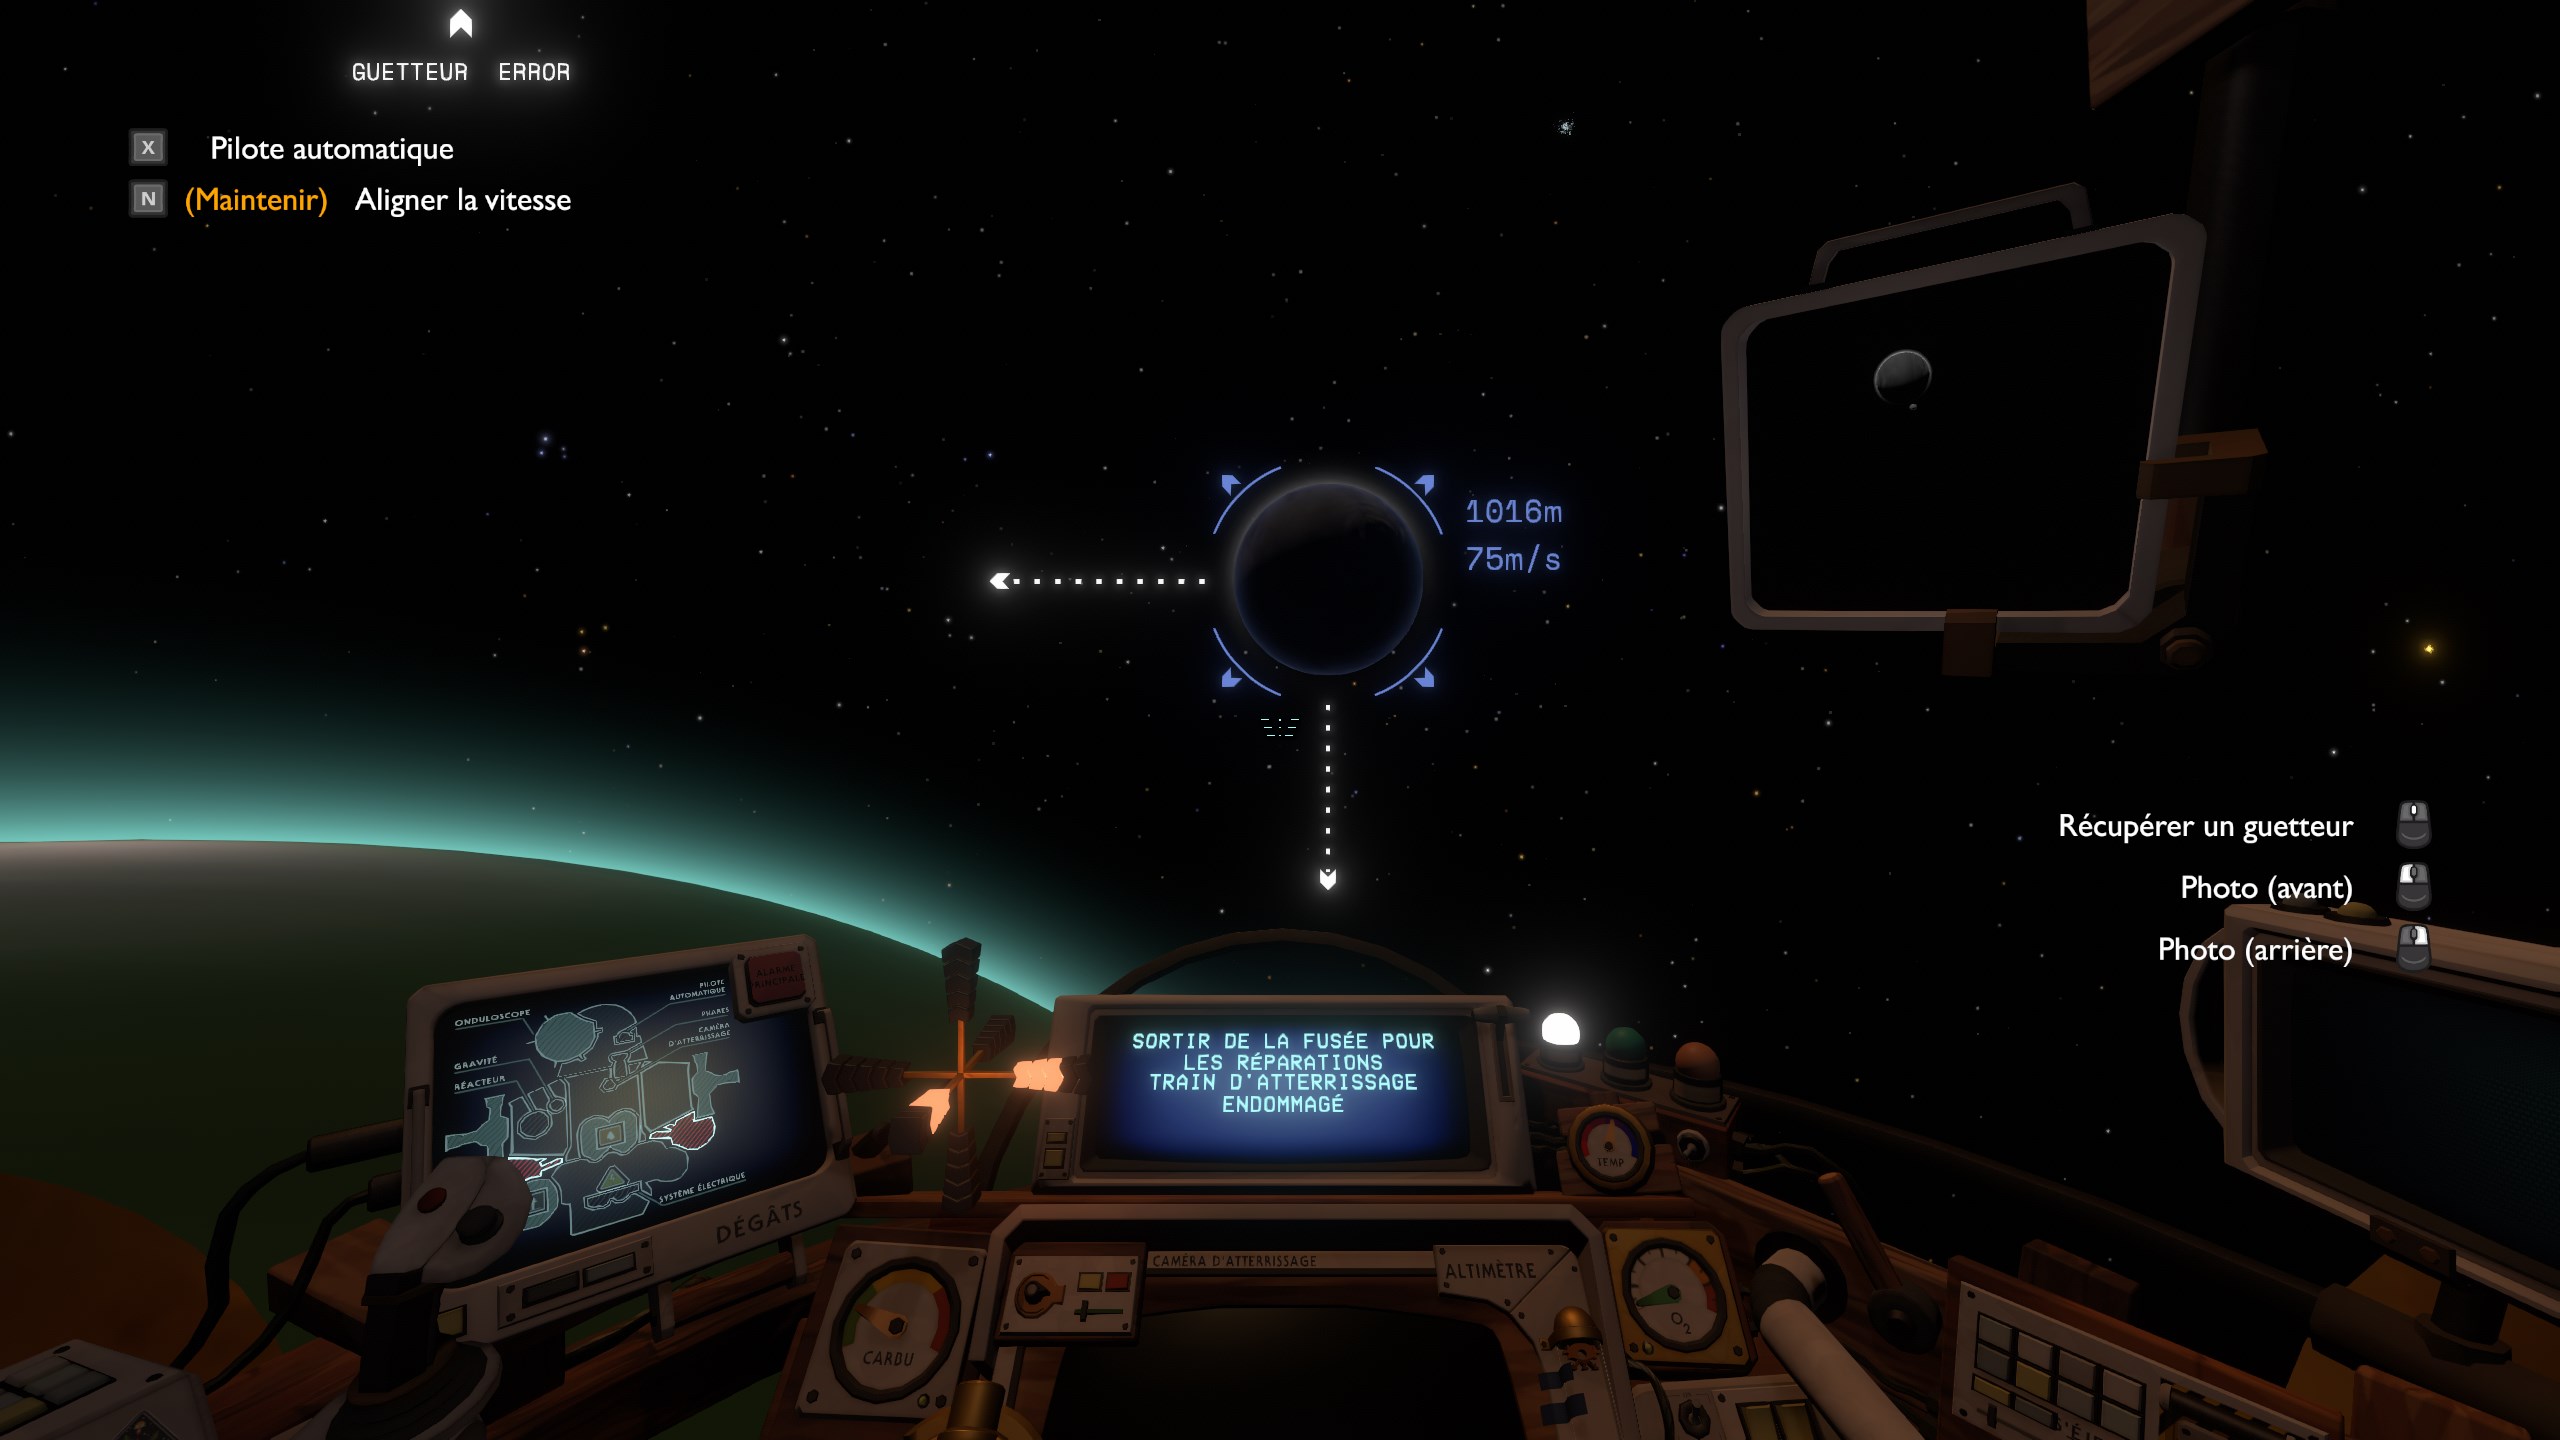 GUETTEUR ERROR
X Pilote automatique
N (Maintenir) Aligner la vitesse
1016m
75m/s
Récupérer un guetteur
Photo (avant)
Photo (arrière)
ALARME
PRINCIPALE
ONDULOSCOPE
PILOTE
AUTOMATIQUE
PHARES
CAMÉRA
D'ATTERRISSAGE
GRAVITÉ
RÉACTEUR
SYSTÈME ÉLECTRIQUE
DÉGÂTS
SORTIR DE LA FUSÉE POUR
LES RÉPARATIONS
TRAIN D'ATTERRISSAGE
ENDOMMAGÉ
TEMP
CAMÉRA D'ATTERRISSAGE
ALTIMÈTRE
CARBU
O2